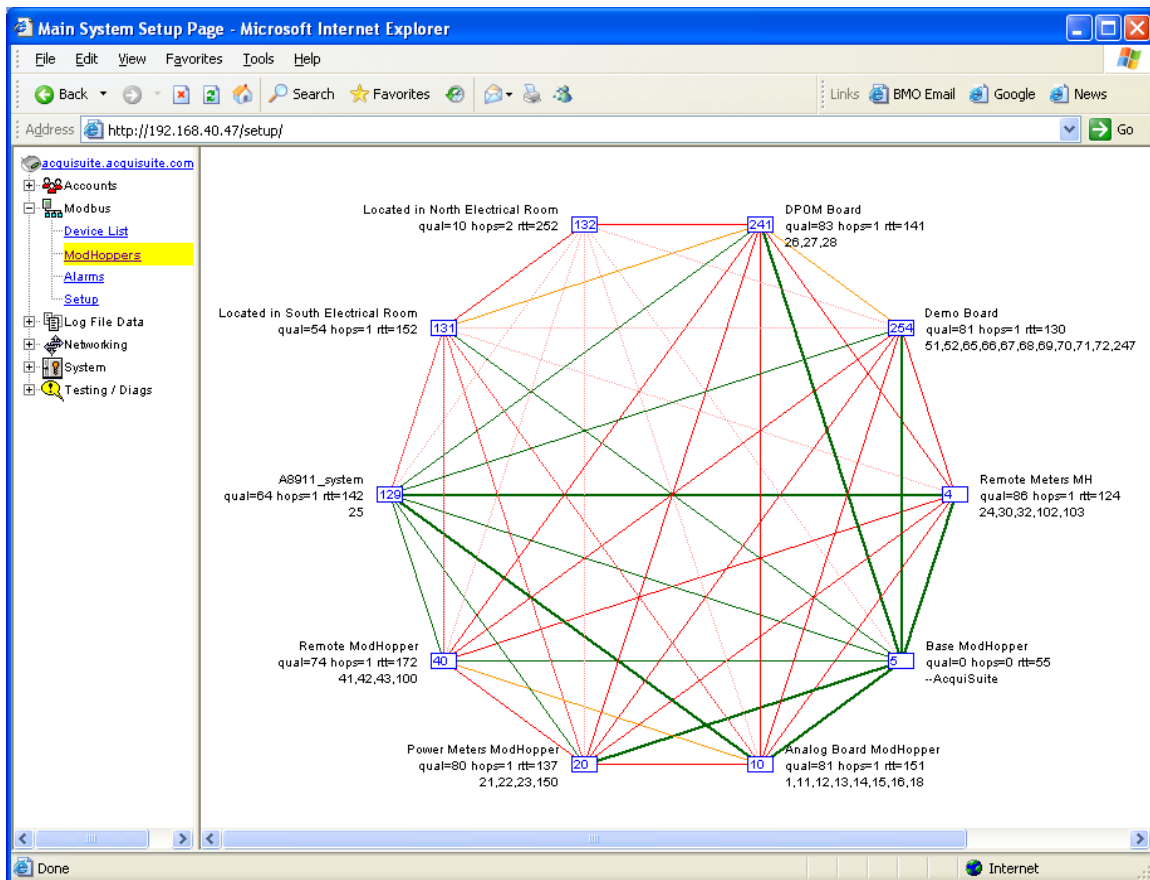 Main System Setup Page - Microsoft Internet Explorer
File Edit View Favorites Tools Help
Back Search Favorites Links BMO Email Google News
Address http://192.168.40.47/setup/ Go
acquisuite.acquisuite.com
Accounts
Modbus
Device List
ModHoppers
Alarms
Setup
Log File Data
Networking
System
Testing / Diags
Located in North Electrical Room
qual=10 hops=2 rtt=252
132
241
DPOM Board
qual=83 hops=1 rtt=141
26,27,28
Located in South Electrical Room
qual=54 hops=1 rtt=152
131
254
Demo Board
qual=81 hops=1 rtt=130
51,52,65,66,67,68,69,70,71,72,247
A8911_system
qual=64 hops=1 rtt=142
25
129
4
Remote Meters MH
qual=86 hops=1 rtt=124
24,30,32,102,103
Remote ModHopper
qual=74 hops=1 rtt=172
41,42,43,100
40
5
Base ModHopper
qual=0 hops=0 rtt=55
--AcquiSuite
Power Meters ModHopper
qual=80 hops=1 rtt=137
21,22,23,150
20
10
Analog Board ModHopper
qual=81 hops=1 rtt=151
1,11,12,13,14,15,16,18
Done Internet